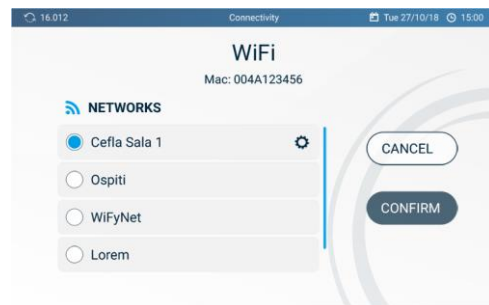 16.012 Connectivity Tue 27/10/18 15:00
WiFi
Mac: 004A123456
NETWORKS
Cefla Sala 1
CANCEL
Ospiti
WiFyNet
CONFIRM
Lorem